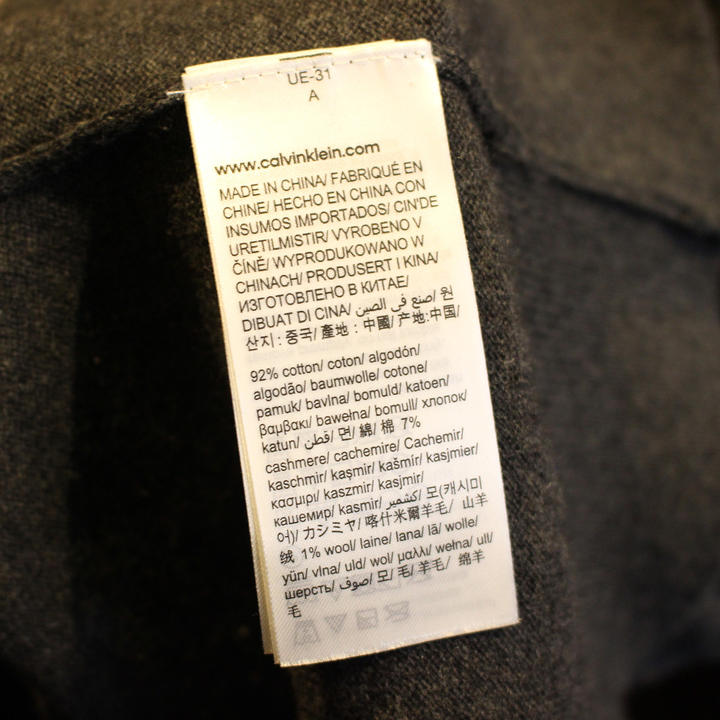 UE-31
A
www.calvinklein.com
MADE IN CHINA/ FABRIQUÉ EN
CHINE/ HECHO EN CHINA CON
INSUMOS IMPORTADOS/ CIN'DE
URETILMISTIR/ VYROBENO V
ČÍNĚ/ WYPRODUKOWANO W
CHINACH/ PRODUSERT I KINA/
ИЗГОТОВЛЕНО В КИТАЕ/
DIBUAT DI CINA/ صنع في الصين/ 원
산지 : 중국/ 產地 : 中國/ 产地:中国/
92% cotton/ coton/ algodón/
algodão/ baumwolle/ cotone/
pamuk/ bavlna/ bomuld/ katoen/
βαμβακι/ bawełna/ bomull/ хлопок/
katun/ قطن/ 면/ 綿/ 棉 7%
cashmere/ cachemire/ Cachemir/
kaschmir/ kaşmir/ kašmír/ kasjmier/
κασμιρι/ kaszmir/ kasjmir/
кашемир/ kasmir/ كشمير/ 모(캐시미
어)/ カシミヤ/ 喀什米爾羊毛/ 山羊
绒 1% wool/ laine/ lana/ lã/ wolle/
yün/ vlna/ uld/ wol/ μαλλι/ wełna/ ull/
шерсть/ صوف/ 모/ 毛/ 羊毛/ 绵羊
毛